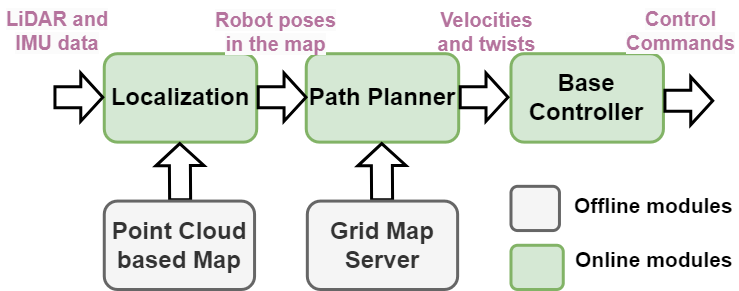 LiDAR and
IMU data
Robot poses
in the map
Velocities
and twists
Control
Commands
Localization
Path Planner
Base
Controller
Point Cloud
based Map
Grid Map
Server
Offline modules
Online modules